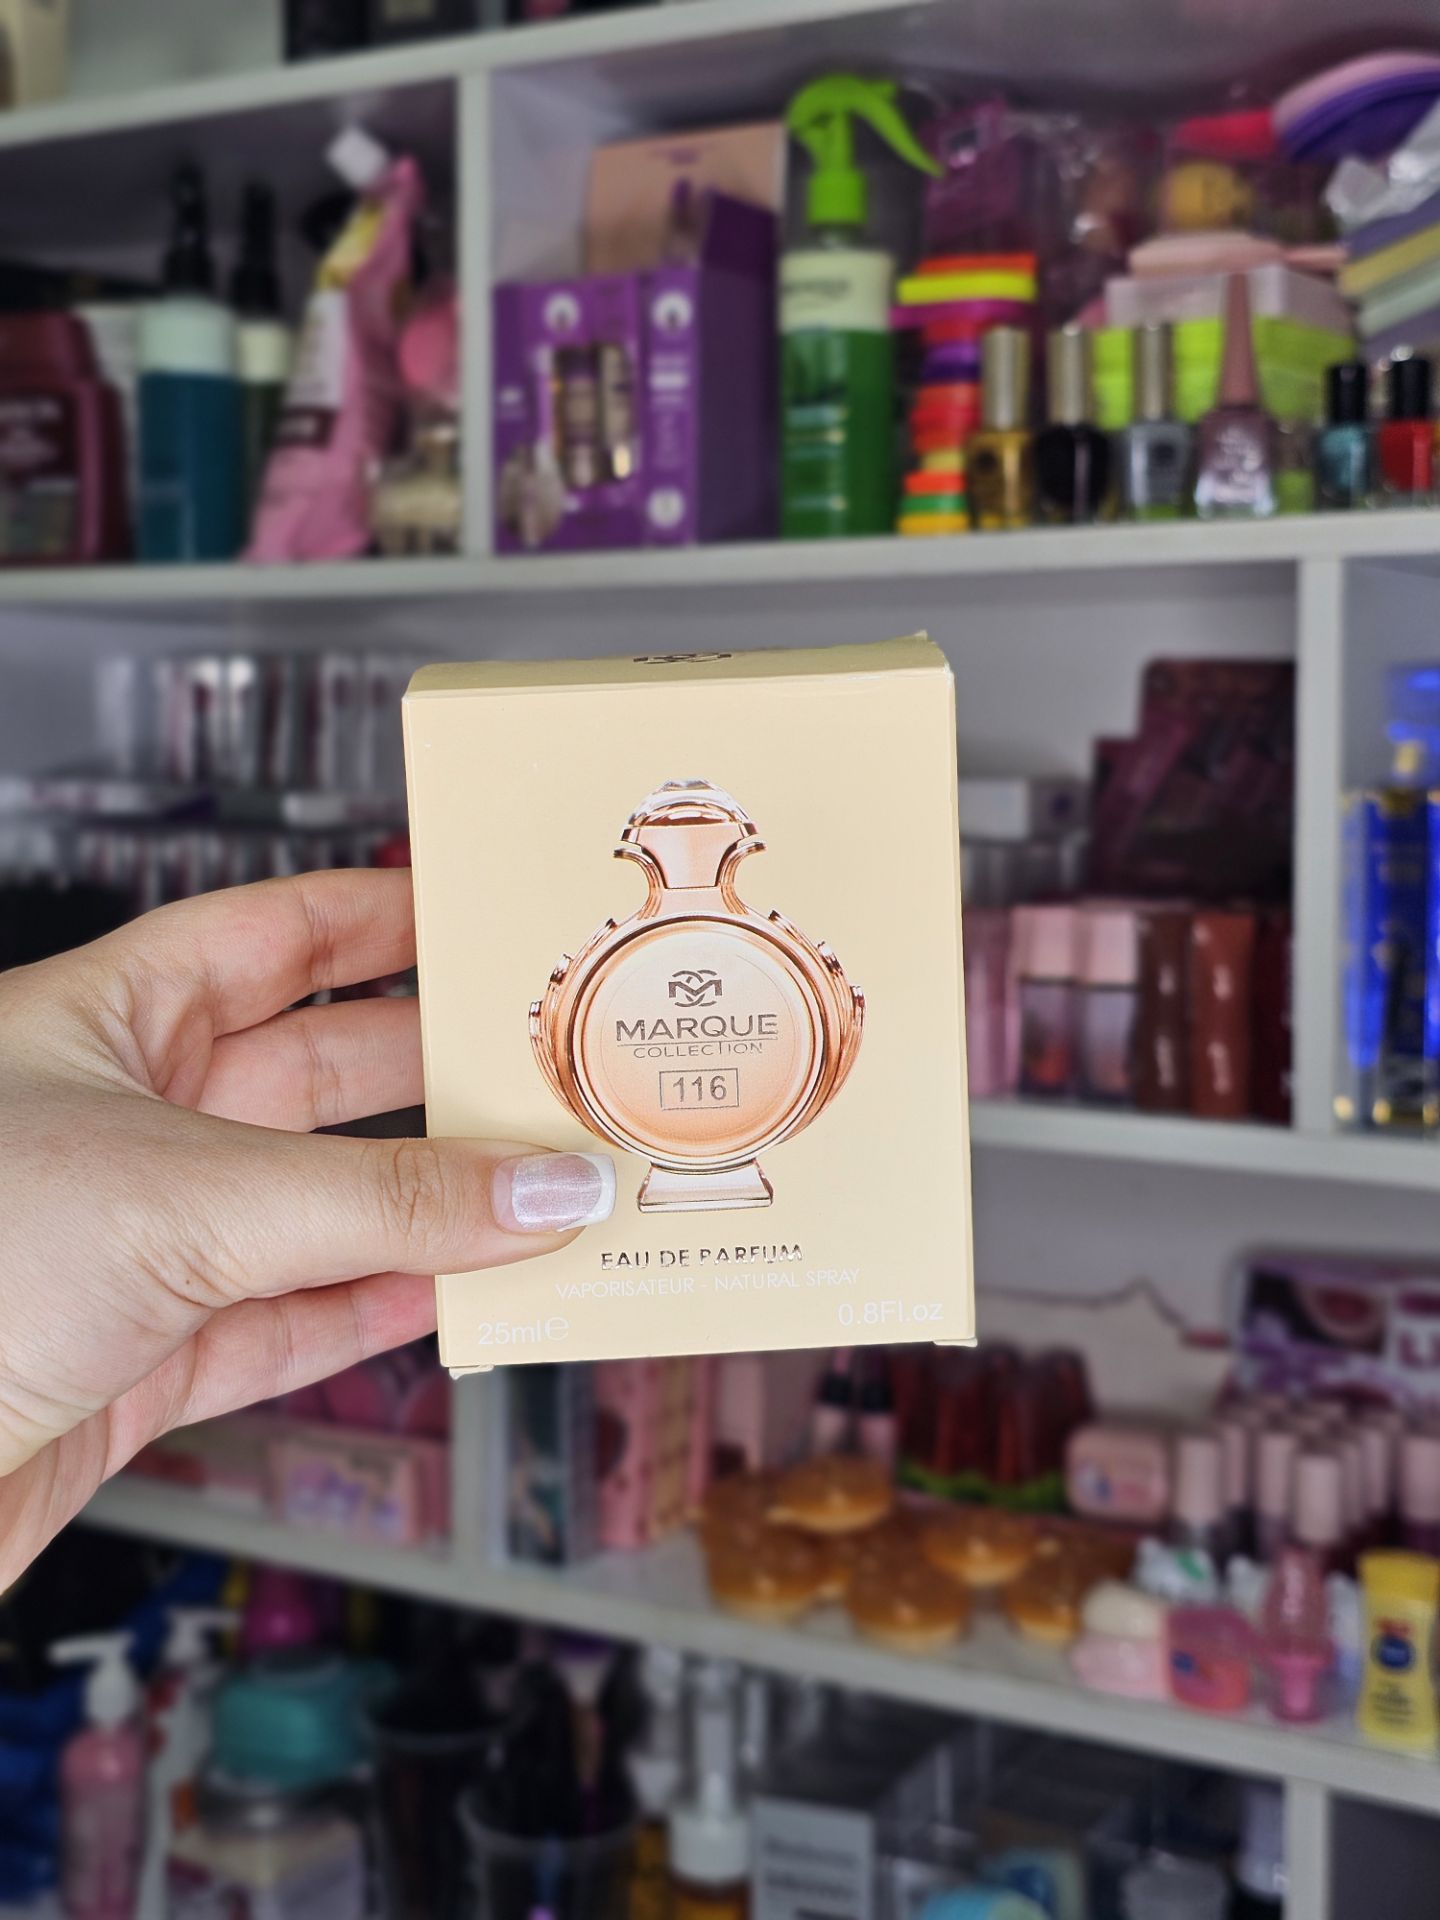 MARQUE
COLLECTION
116
EAU DE PARFUM
VAPORISATEUR - NATURAL SPRAY
25ml℮
0.8Fl.oz